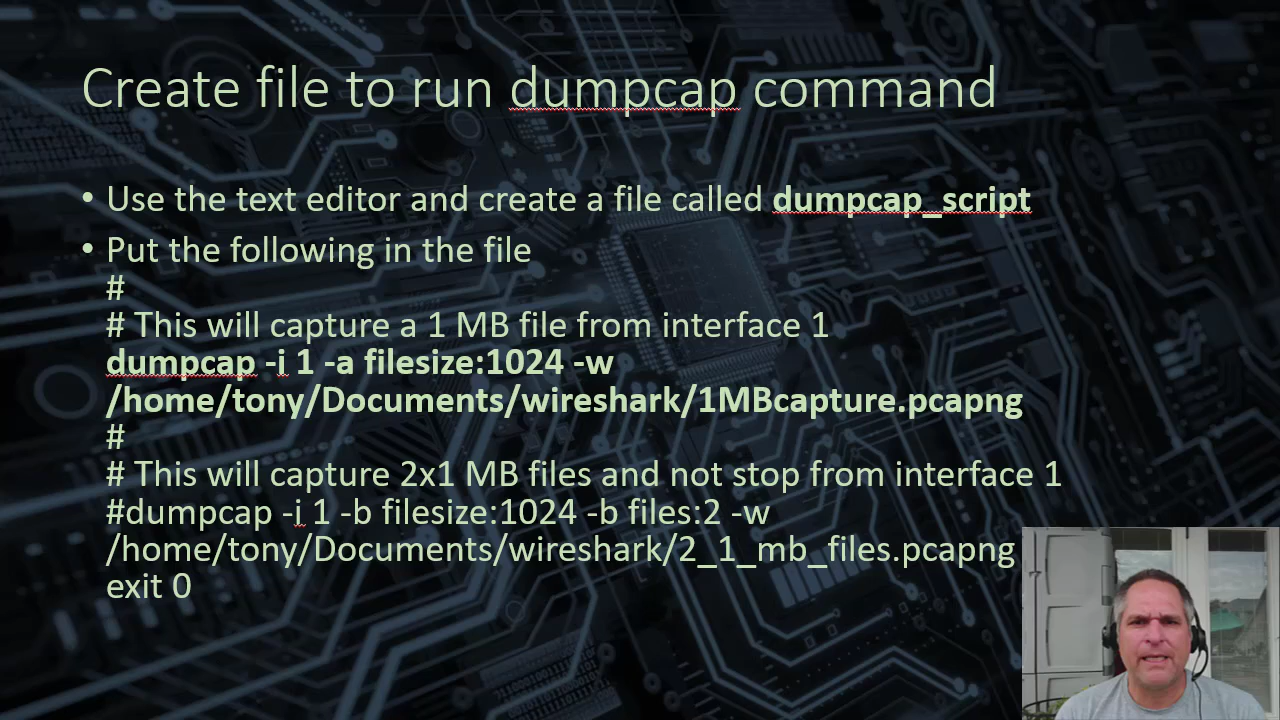 Create file to run dumpcap command
• Use the text editor and create a file called dumpcap_script
• Put the following in the file
#
# This will capture a 1 MB file from interface 1
dumpcap -i 1 -a filesize:1024 -w
/home/tony/Documents/wireshark/1MBcapture.pcapng
#
# This will capture 2x1 MB files and not stop from interface 1
#dumpcap -i 1 -b filesize:1024 -b files:2 -w
/home/tony/Documents/wireshark/2_1_mb_files.pcapng
exit 0